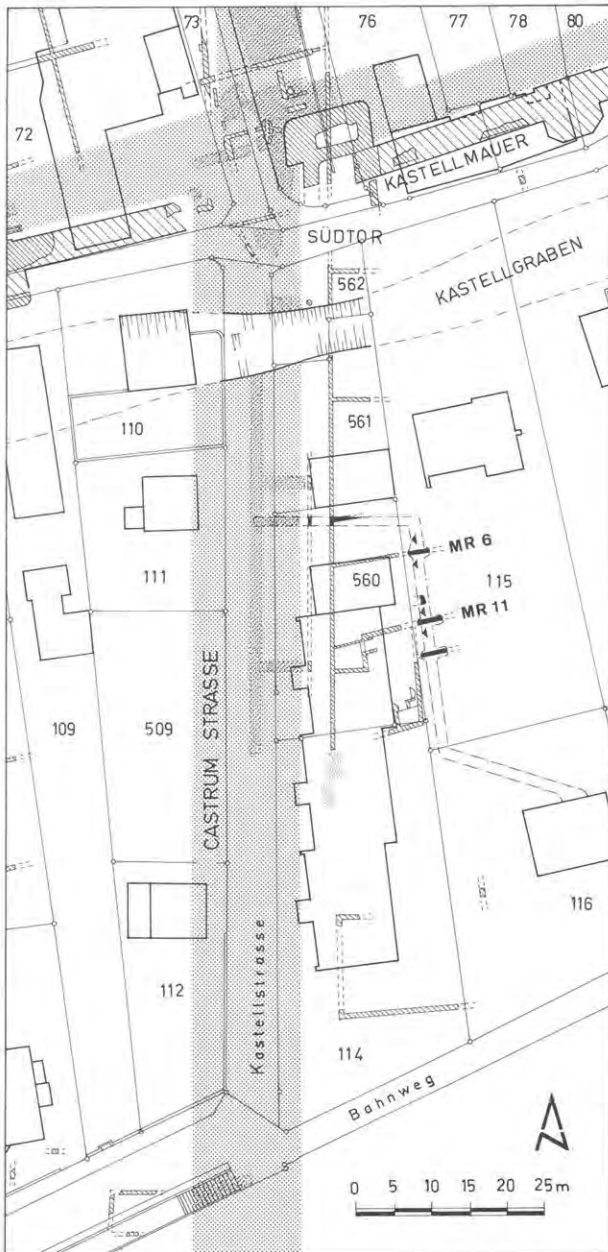 73
76
77
78
80
72
KASTELLMAUER
SÜDTOR
KASTELLGRABEN
562
110
561
MR 6
111
560
115
MR 11
109
509
CASTRUM STRASSE
116
112
Kastellstrasse
114
Bahnweg
N
0 5 10 15 20 25m